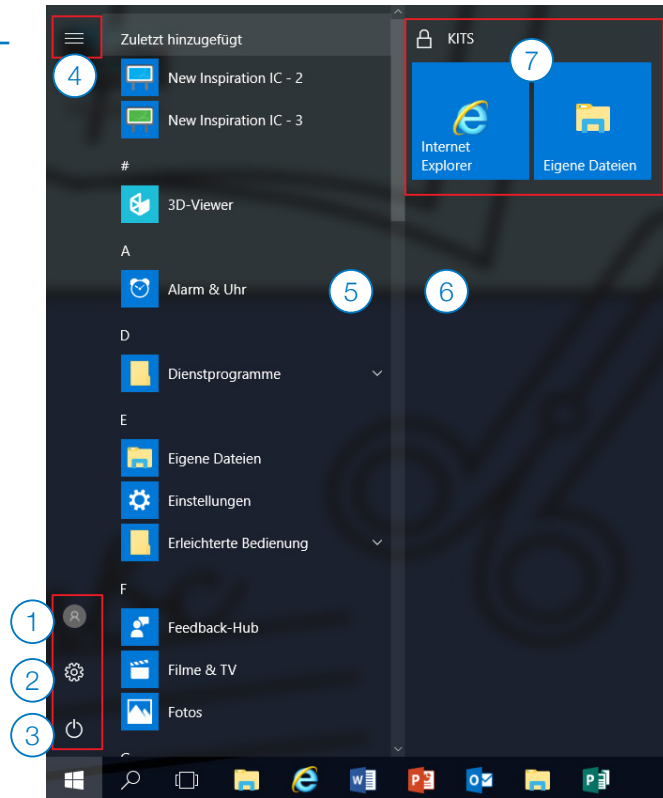 4
Zuletzt hinzugefügt
New Inspiration IC - 2
New Inspiration IC - 3
#
3D-Viewer
A
Alarm & Uhr
5
D
Dienstprogramme
E
Eigene Dateien
Einstellungen
Erleichterte Bedienung
F
Feedback-Hub
Filme & TV
Fotos
1
2
3
KITS
7
Internet
Explorer
Eigene Dateien
6
W
P
O
P